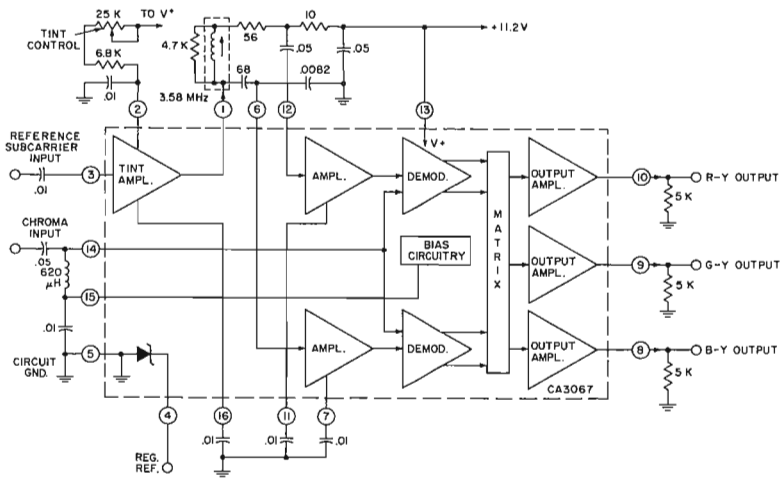 25 K
TO V+
TINT
CONTROL
6.8K
.01
4.7 K
56
10
+11.2V
.05
.05
68
.0082
3.58 MHz
2
1
6
12
13
REFERENCE
SUBCARRIER
INPUT
.01
3
TINT
AMPL.
AMPL.
V+
DEMOD.
MATRIX
OUTPUT
AMPL.
10
R-Y OUTPUT
5 K
CHROMA
INPUT
.05
14
620
μH
15
BIAS
CIRCUITRY
OUTPUT
AMPL.
9
G-Y OUTPUT
5 K
.01
CIRCUIT
GND.
5
AMPL.
DEMOD.
OUTPUT
AMPL.
8
B-Y OUTPUT
5 K
CA3067
4
16
11
7
.01
.01
.01
REG.
REF.